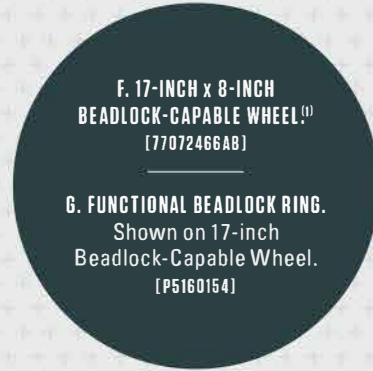 F. 17-INCH x 8-INCH
BEADLOCK-CAPABLE WHEEL.(1)
[77072466AB]
G. FUNCTIONAL BEADLOCK RING.
Shown on 17-inch
Beadlock-Capable Wheel.
[P5160154]